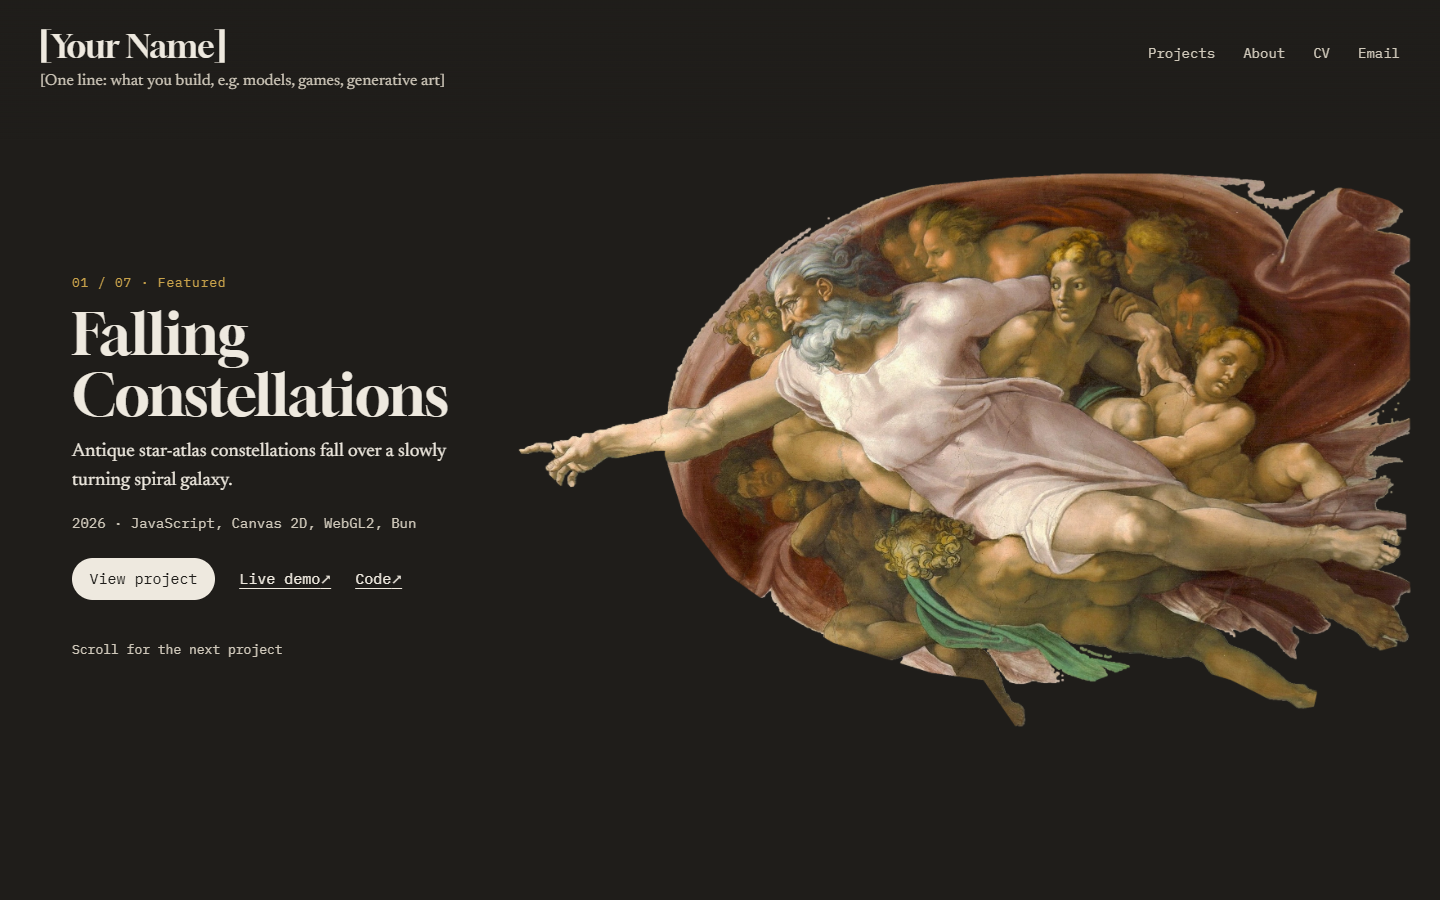 [Your Name]
[One line: what you build, e.g. models, games, generative art]
Projects About CV Email
01 / 07 · Featured
Falling
Constellations
Antique star-atlas constellations fall over a slowly
turning spiral galaxy.
2026 · JavaScript, Canvas 2D, WebGL2, Bun
View project Live demo↗ Code↗
Scroll for the next project